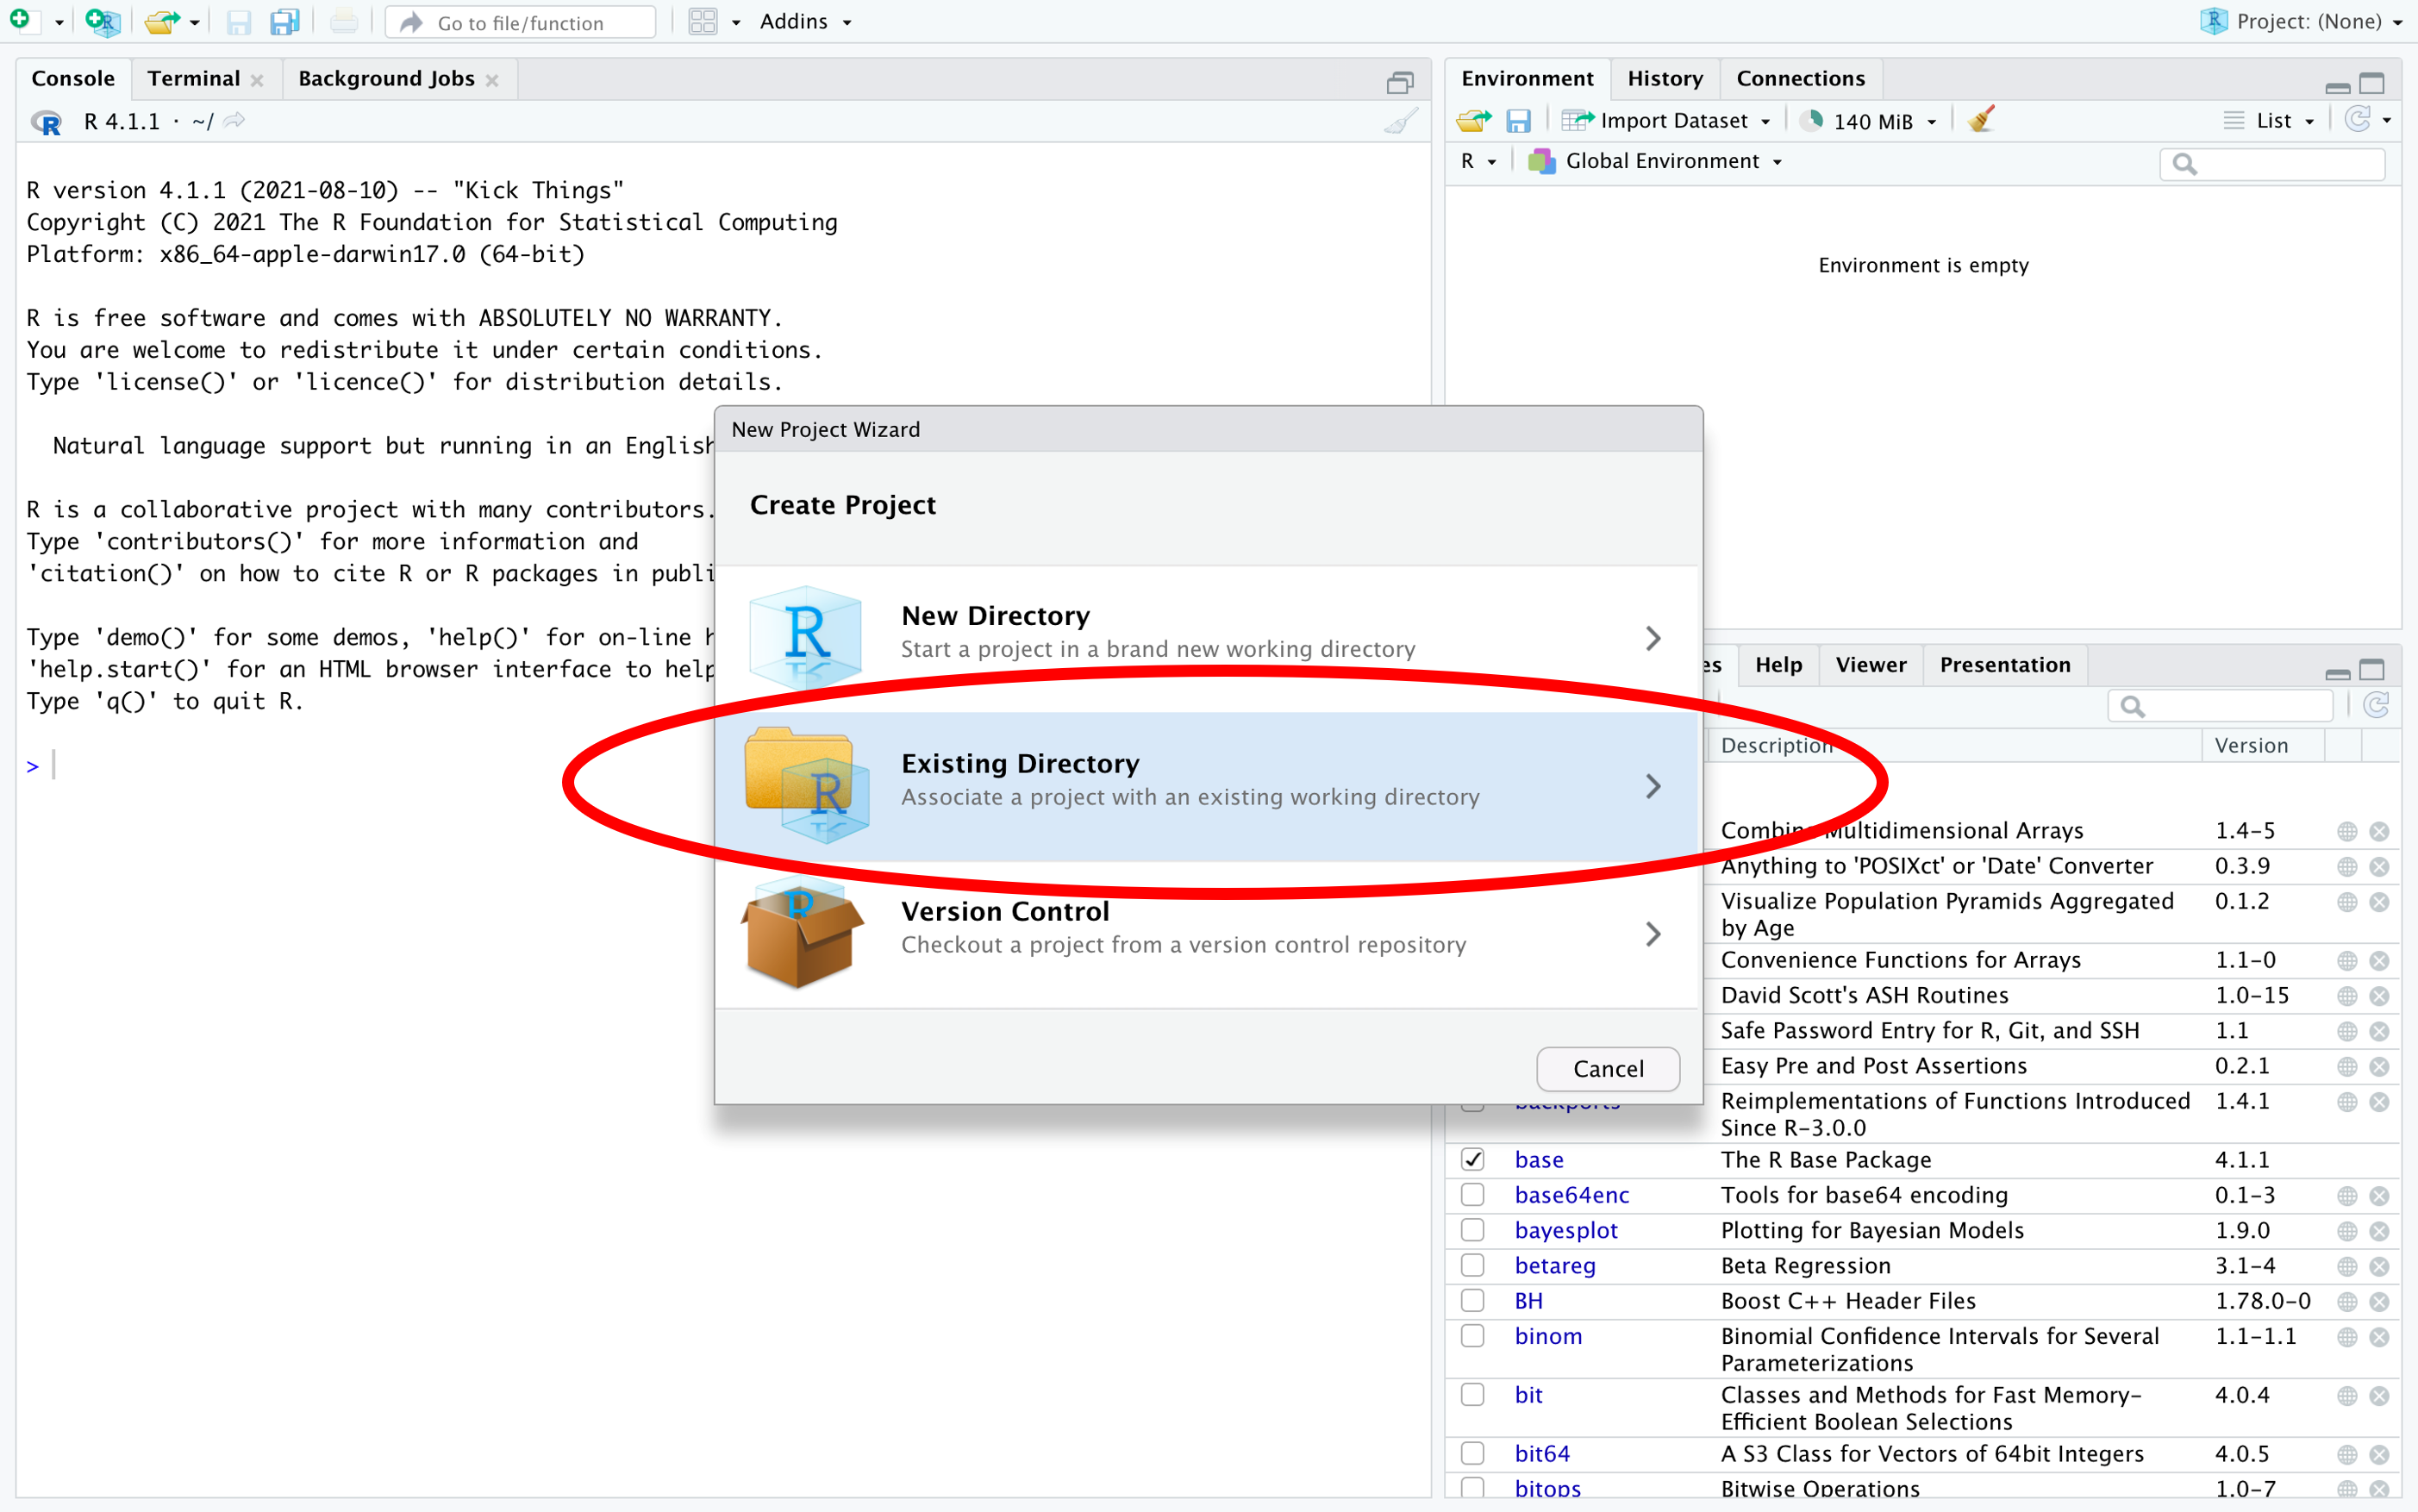 Go to file/function
Addins
Project: (None)
Console
Terminal
Background Jobs
R 4.1.1 · ~/
R version 4.1.1 (2021-08-10) -- "Kick Things"
Copyright (C) 2021 The R Foundation for Statistical Computing
Platform: x86_64-apple-darwin17.0 (64-bit)
R is free software and comes with ABSOLUTELY NO WARRANTY.
You are welcome to redistribute it under certain conditions.
Type 'license()' or 'licence()' for distribution details.
Natural language support but running in an English
R is a collaborative project with many contributors.
Type 'contributors()' for more information and
'citation()' on how to cite R or R packages in publi
Type 'demo()' for some demos, 'help()' for on-line h
'help.start()' for an HTML browser interface to help
Type 'q()' to quit R.
>
Environment
History
Connections
Import Dataset
140 MiB
List
R
Global Environment
Environment is empty
New Project Wizard
Create Project
New Directory
Start a project in a brand new working directory
Existing Directory
Associate a project with an existing working directory
Version Control
Checkout a project from a version control repository
Cancel
es
Help
Viewer
Presentation
Description
Version
Combine Multidimensional Arrays 1.4-5
Anything to 'POSIXct' or 'Date' Converter 0.3.9
Visualize Population Pyramids Aggregated 0.1.2
by Age
Convenience Functions for Arrays 1.1-0
David Scott's ASH Routines 1.0-15
Safe Password Entry for R, Git, and SSH 1.1
Easy Pre and Post Assertions 0.2.1
backports Reimplementations of Functions Introduced 1.4.1
Since R-3.0.0
base The R Base Package 4.1.1
base64enc Tools for base64 encoding 0.1-3
bayesplot Plotting for Bayesian Models 1.9.0
betareg Beta Regression 3.1-4
BH Boost C++ Header Files 1.78.0-0
binom Binomial Confidence Intervals for Several 1.1-1.1
Parameterizations
bit Classes and Methods for Fast Memory- 4.0.4
Efficient Boolean Selections
bit64 A S3 Class for Vectors of 64bit Integers 4.0.5
bitops Bitwise Operations 1.0-7